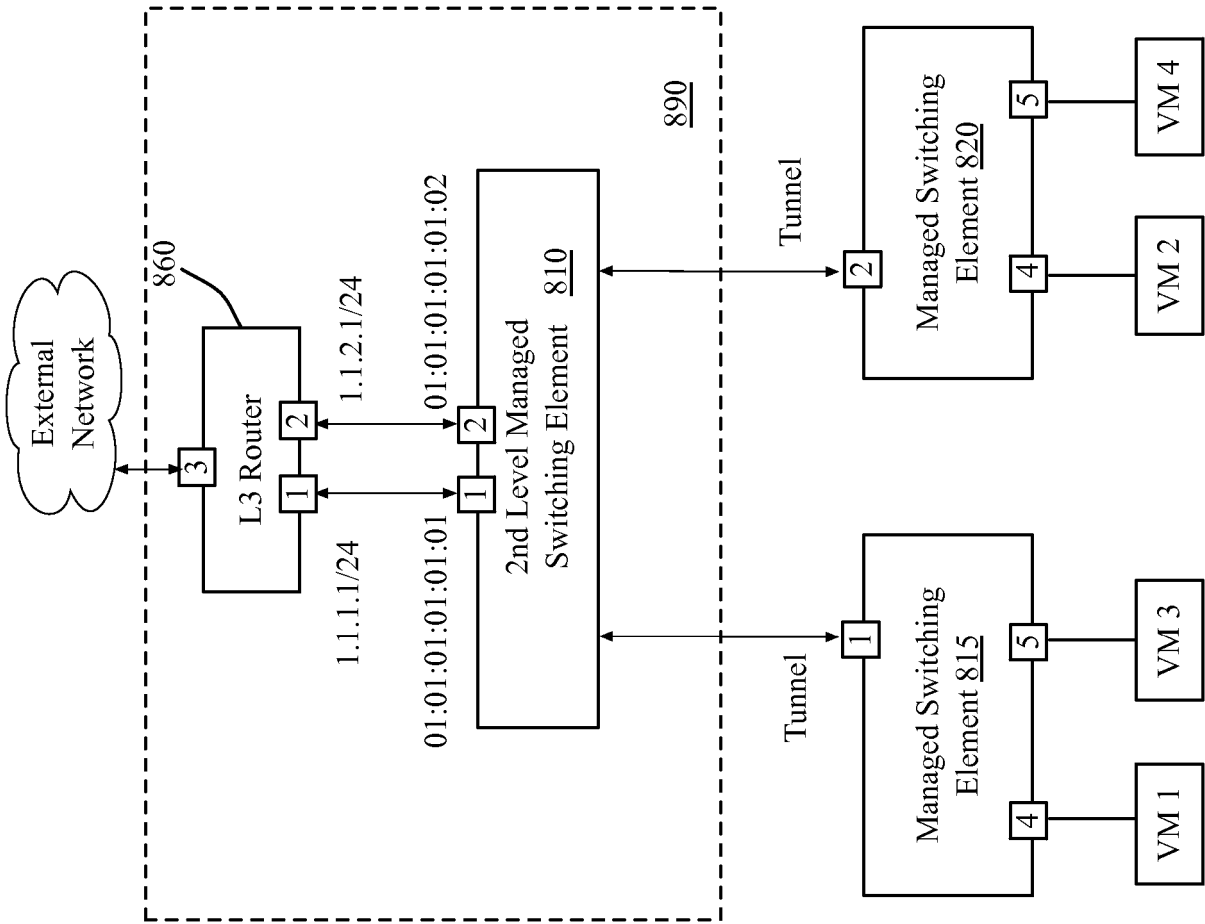 External
Network
860
3
L3 Router
1
2
1.1.1.1/24
1.1.2.1/24
01:01:01:01:01:01
01:01:01:01:01:02
1
2
2nd Level Managed
Switching Element 810
890
Tunnel
Tunnel
1
2
Managed Switching
Element 815
4
5
Managed Switching
Element 820
4
5
VM 1
VM 3
VM 2
VM 4